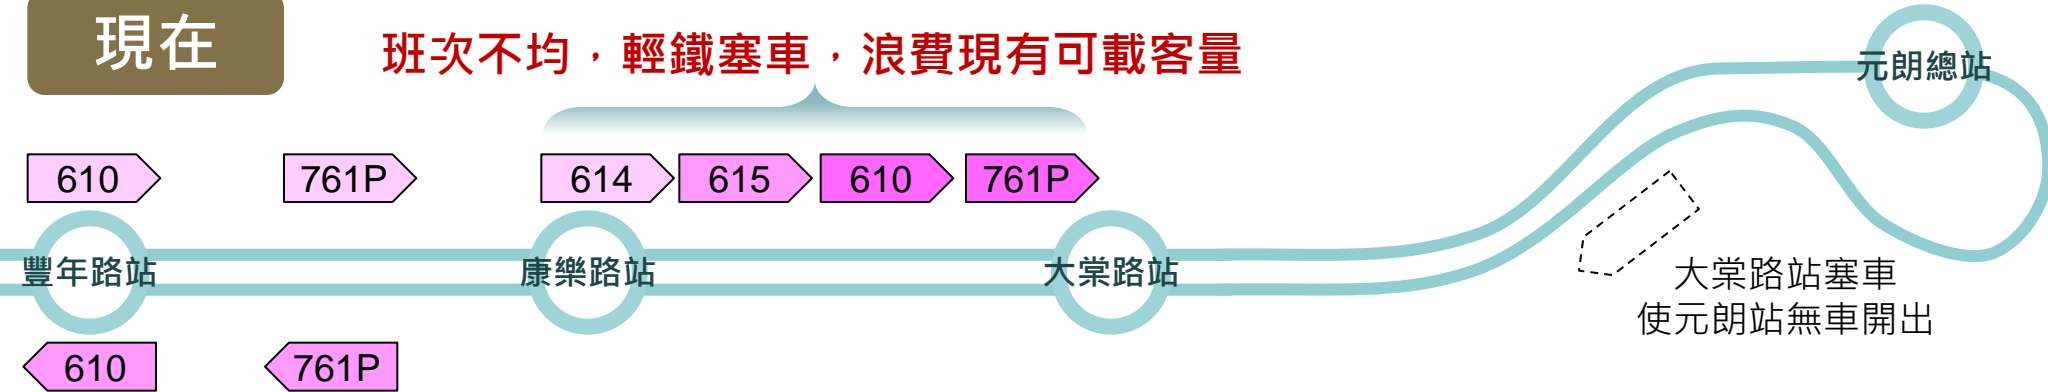 現在
班次不均，輕鐵塞車，浪費現有可載客量
元朗總站
610
761P
614
615
610
761P
豐年路站
康樂路站
大棠路站
大棠路站塞車
使元朗站無車開出
610
761P